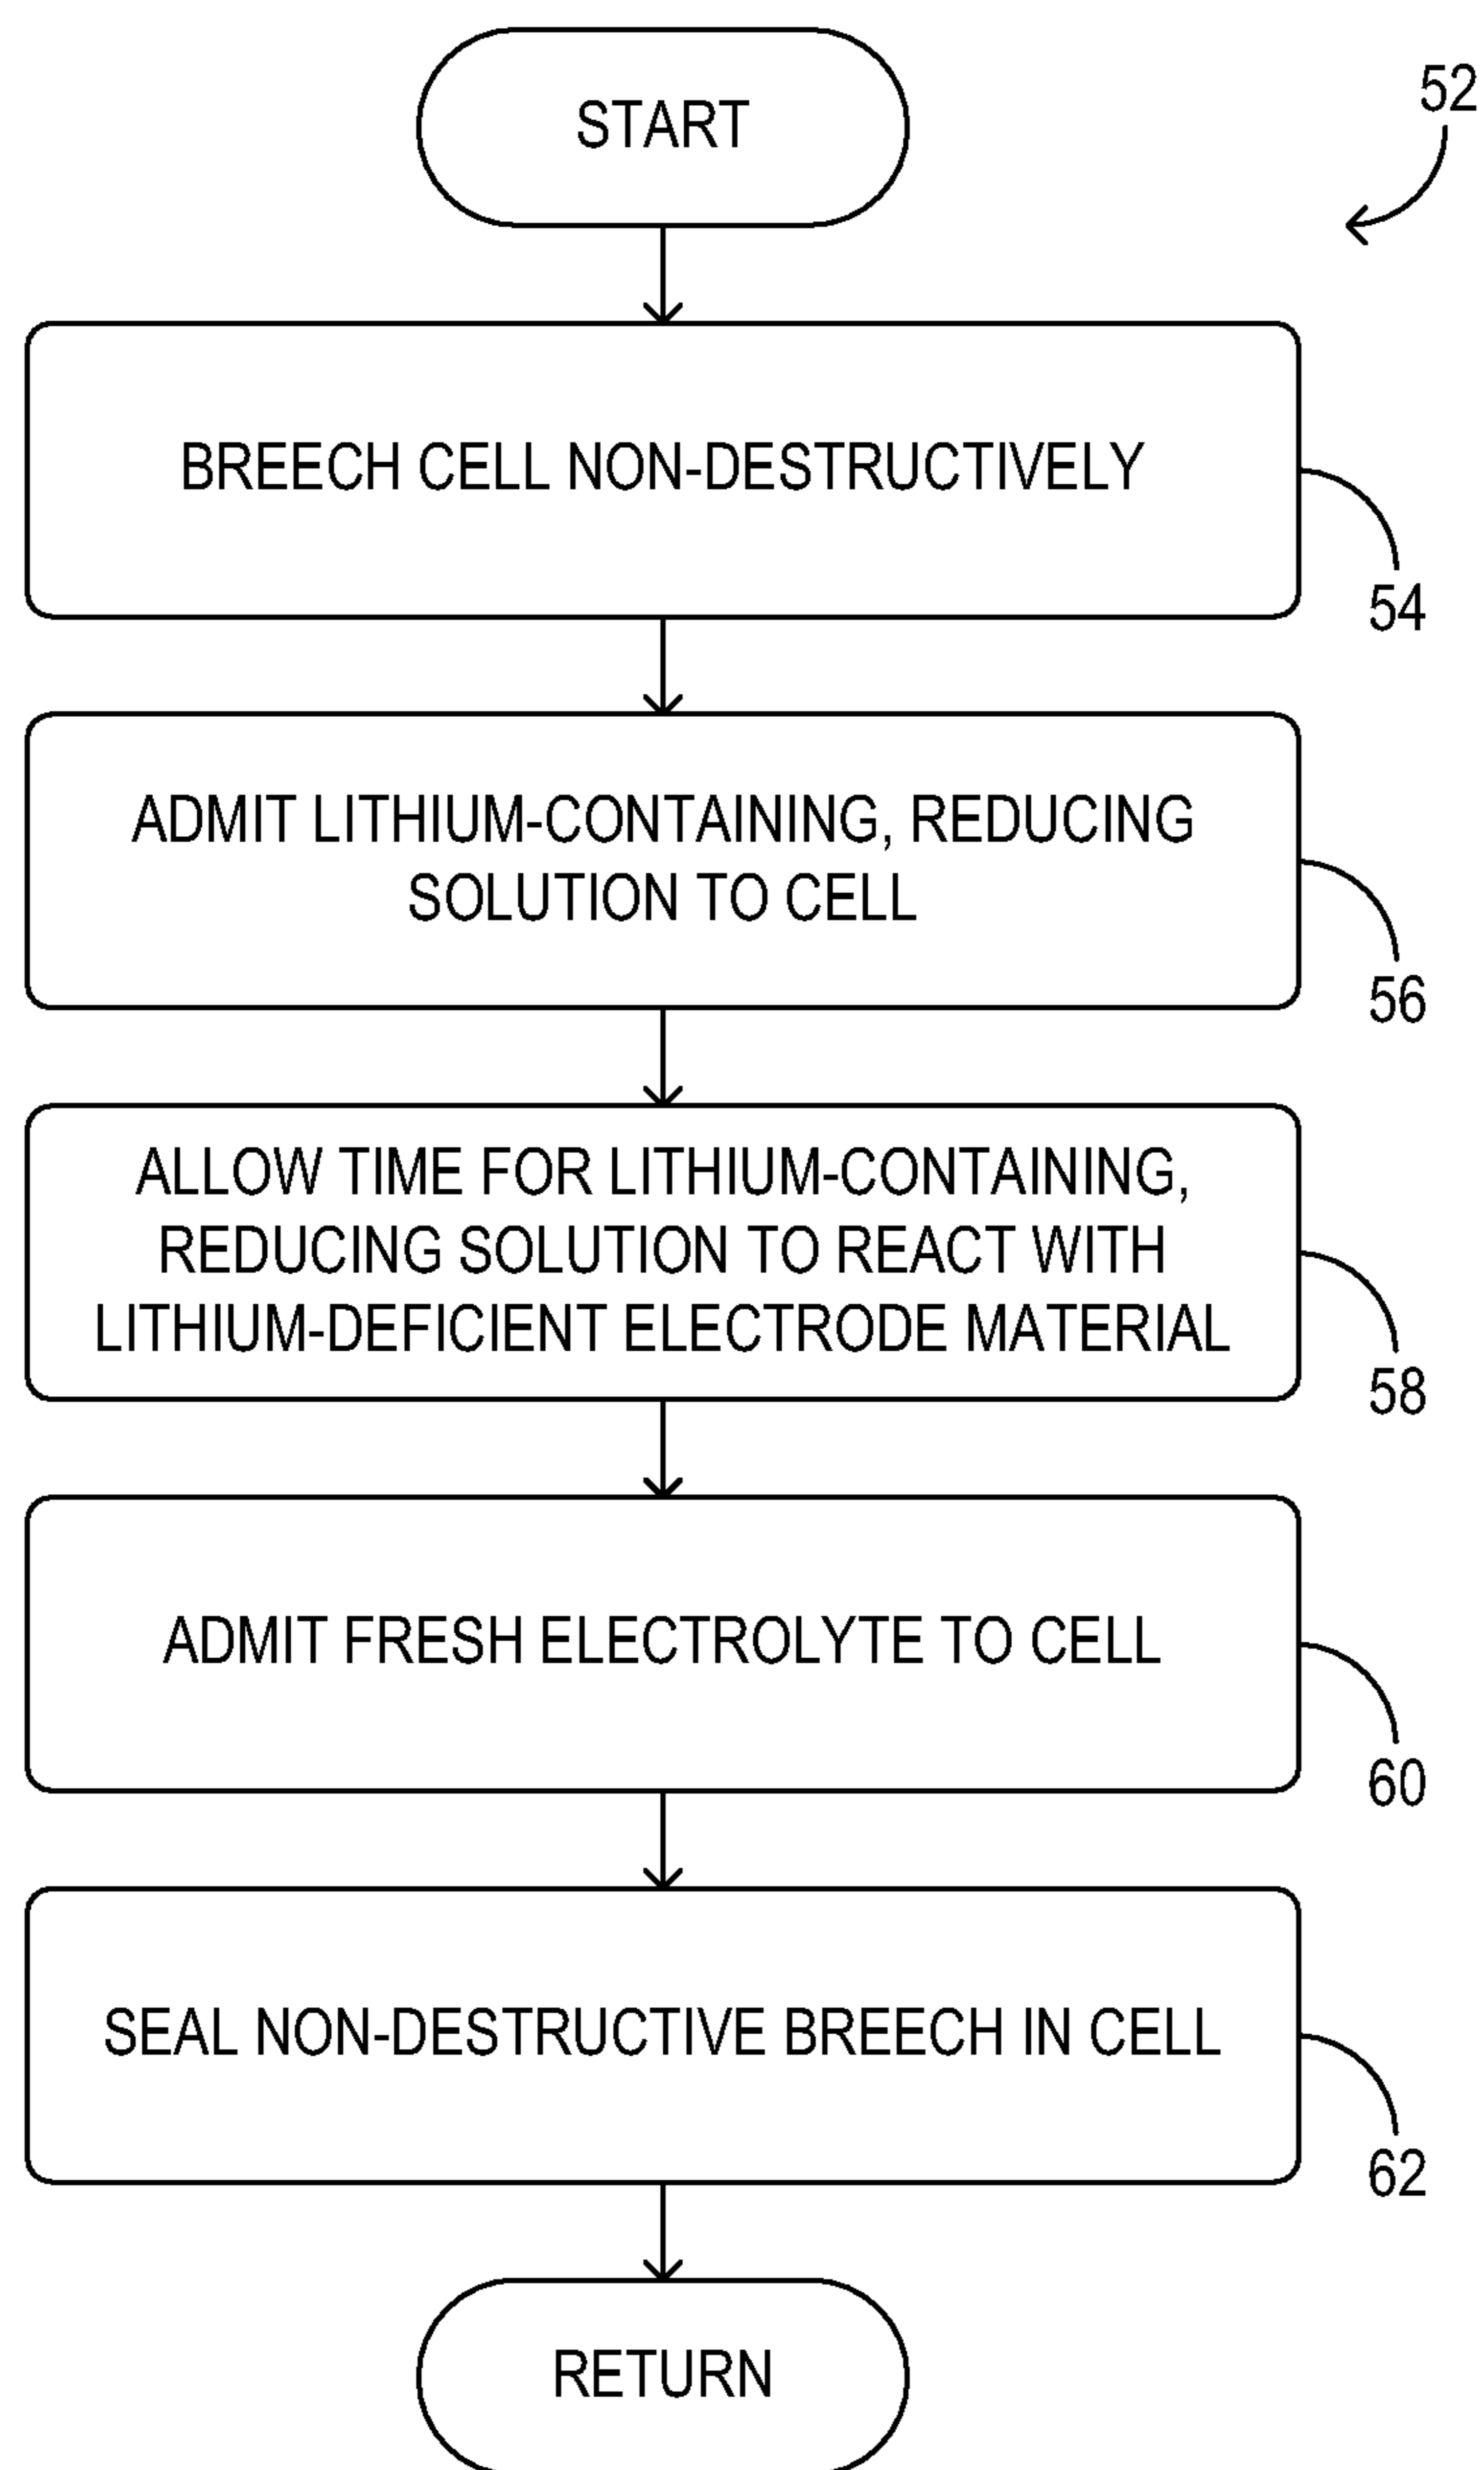 START
52
BREECH CELL NON-DESTRUCTIVELY
54
ADMIT LITHIUM-CONTAINING, REDUCING
SOLUTION TO CELL
56
ALLOW TIME FOR LITHIUM-CONTAINING,
REDUCING SOLUTION TO REACT WITH
LITHIUM-DEFICIENT ELECTRODE MATERIAL
58
ADMIT FRESH ELECTROLYTE TO CELL
60
SEAL NON-DESTRUCTIVE BREECH IN CELL
62
RETURN